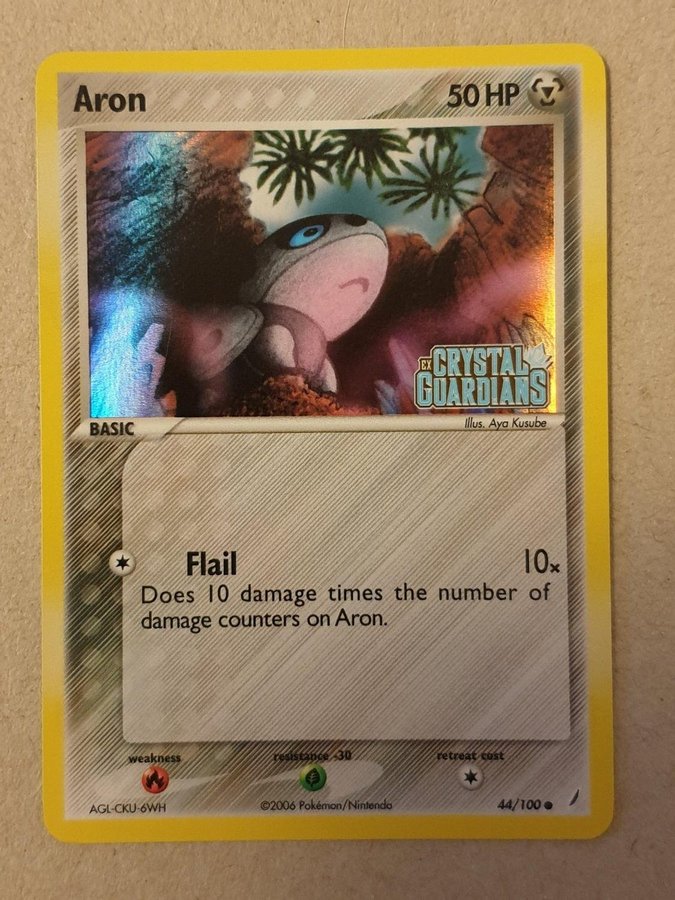 Aron
50 HP
EX CRYSTAL
GUARDIANS
BASIC
Illus. Aya Kusube
Flail 10x
Does 10 damage times the number of
damage counters on Aron.
weakness resistance -30 retreat cost
AGL-CKU-6WH ©2006 Pokémon/Nintendo 44/100